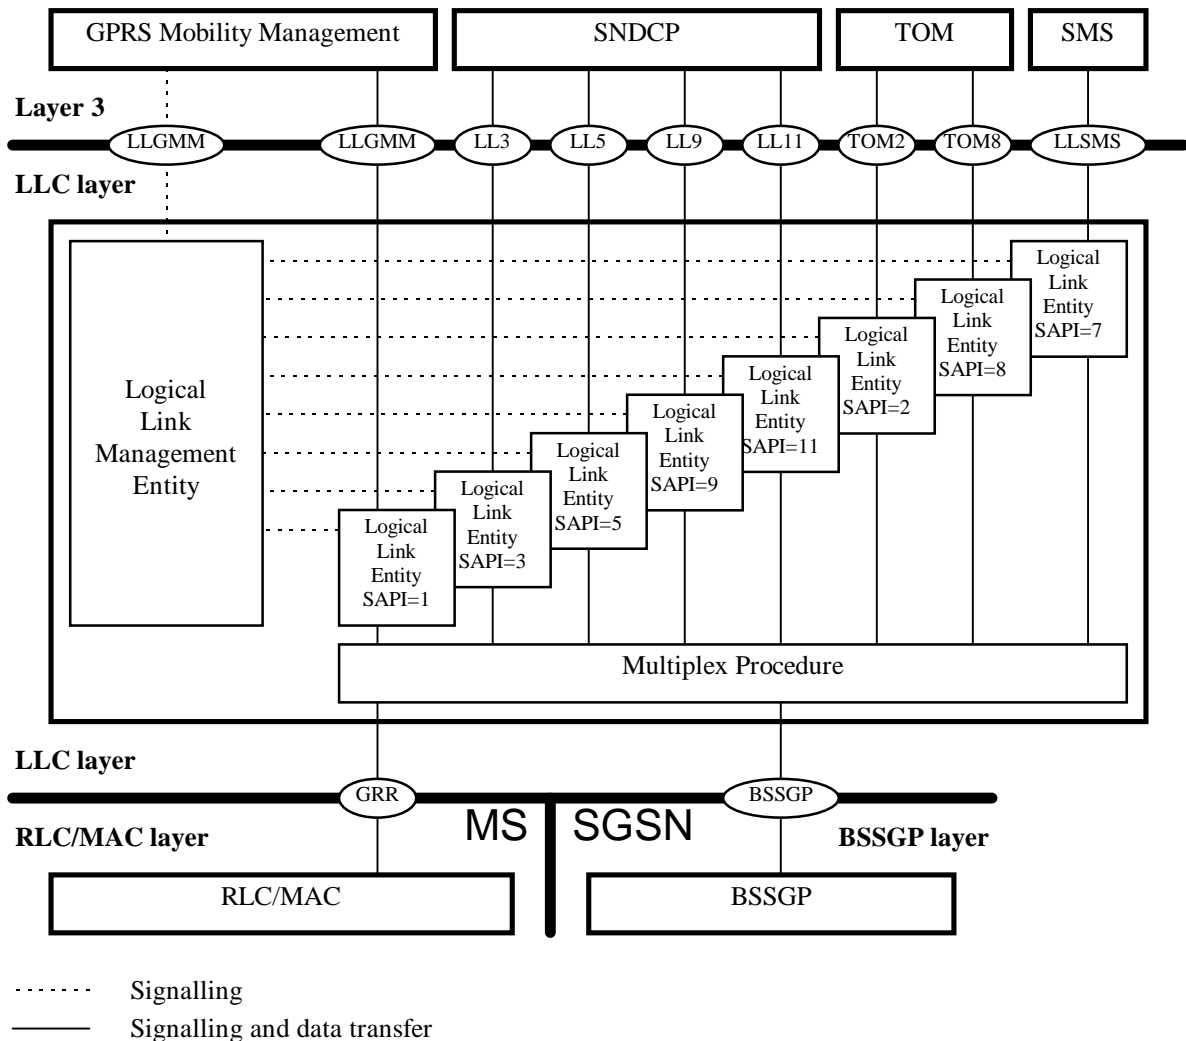 GPRS Mobility Management
SNDCP
TOM
SMS
Layer 3
LLGMM
LLGMM
LL3
LL5
LL9
LL11
TOM2
TOM8
LLSMS
LLC layer
Logical
Link
Management
Entity
Logical
Link
Entity
SAPI=1
Logical
Link
Entity
SAPI=3
Logical
Link
Entity
SAPI=5
Logical
Link
Entity
SAPI=9
Logical
Link
Entity
SAPI=11
Logical
Link
Entity
SAPI=2
Logical
Link
Entity
SAPI=8
Logical
Link
Entity
SAPI=7
Multiplex Procedure
LLC layer
GRR
BSSGP
RLC/MAC layer
MS
SGSN
BSSGP layer
RLC/MAC
BSSGP
Signalling
Signalling and data transfer